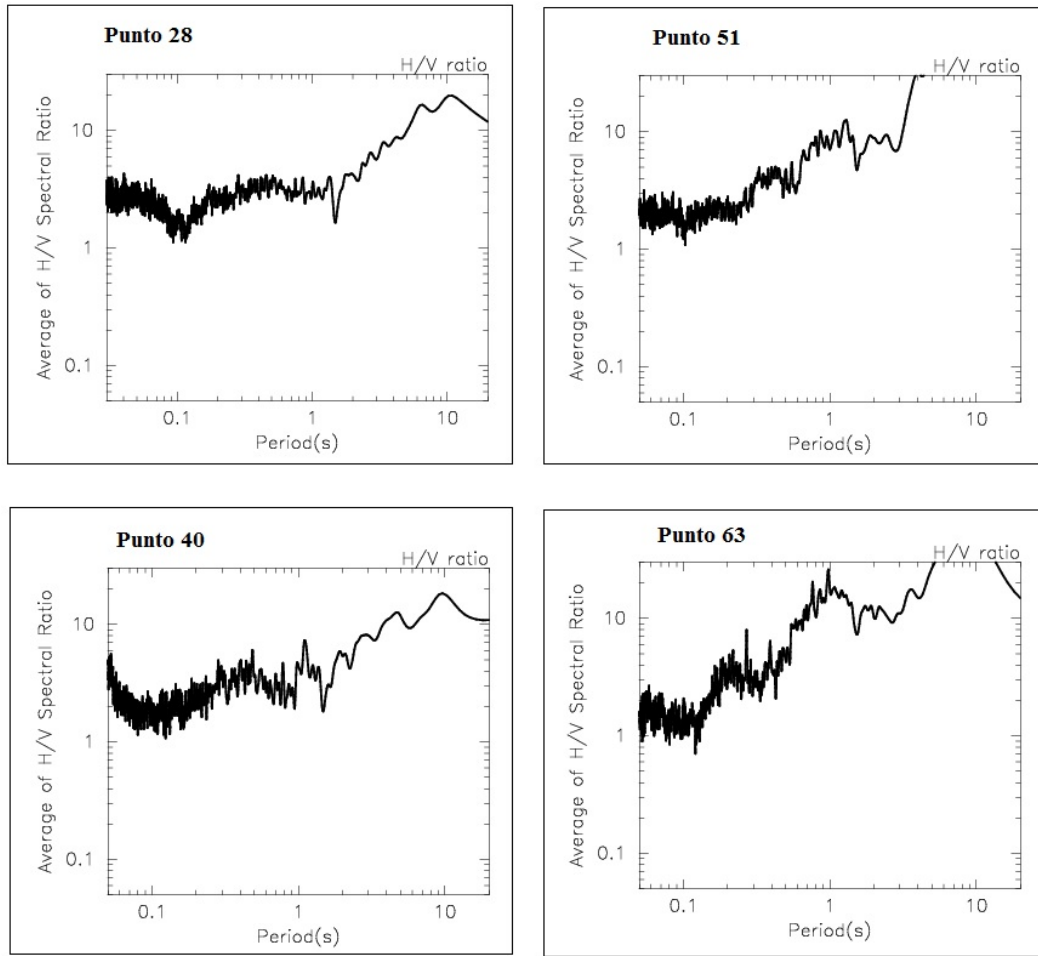 Punto 28
H/V ratio
Average of H/V Spectral Ratio
10
1
0.1
0.1 1 10
Period(s)
Punto 51
H/V ratio
Average of H/V Spectral Ratio
10
1
0.1
0.1 1 10
Period(s)
Punto 40
H/V ratio
Average of H/V Spectral Ratio
10
1
0.1
0.1 1 10
Period(s)
Punto 63
H/V ratio
Average of H/V Spectral Ratio
10
1
0.1
0.1 1 10
Period(s)